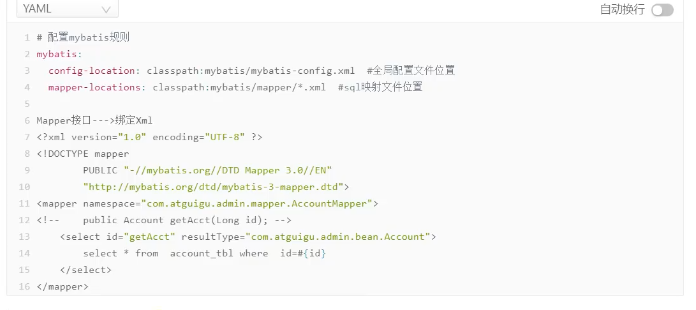 YAML
自动换行
1 # 配置mybatis规则
2 mybatis:
3   config-location: classpath:mybatis/mybatis-config.xml  #全局配置文件位置
4   mapper-locations: classpath:mybatis/mapper/*.xml  #sql映射文件位置
5
6 Mapper接口--->绑定Xml
7 <?xml version="1.0" encoding="UTF-8" ?>
8 <!DOCTYPE mapper
9         PUBLIC "-//mybatis.org//DTD Mapper 3.0//EN"
10         "http://mybatis.org/dtd/mybatis-3-mapper.dtd">
11 <mapper namespace="com.atguigu.admin.mapper.AccountMapper">
12 <!--    public Account getAcct(Long id); -->
13     <select id="getAcct" resultType="com.atguigu.admin.bean.Account">
14         select * from  account_tbl where  id=#{id}
15     </select>
16 </mapper>